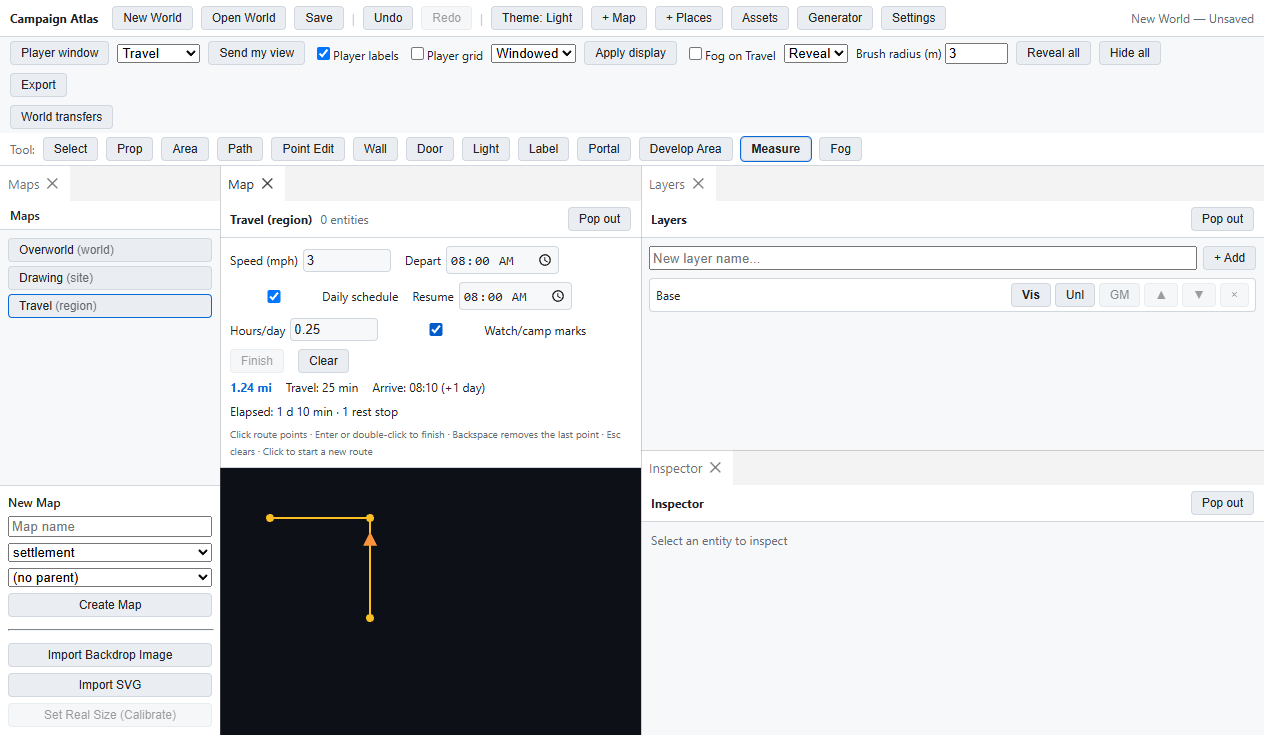 Campaign Atlas New World Open World Save | Undo Redo | Theme: Light + Map + Places Assets Generator Settings New World — Unsaved
Player window Travel Send my view Player labels Player grid Windowed Apply display Fog on Travel Reveal Brush radius (m) 3 Reveal all Hide all
Export
World transfers
Tool: Select Prop Area Path Point Edit Wall Door Light Label Portal Develop Area Measure Fog
Maps
Maps
Overworld (world)
Drawing (site)
Travel (region)
New Map
Map name
settlement
(no parent)
Create Map
Import Backdrop Image
Import SVG
Set Real Size (Calibrate)
Map
Travel (region) 0 entities Pop out
Speed (mph) 3 Depart 08:00 AM
Daily schedule Resume 08:00 AM
Hours/day 0.25 Watch/camp marks
Finish Clear
1.24 mi Travel: 25 min Arrive: 08:10 (+1 day)
Elapsed: 1 d 10 min · 1 rest stop
Click route points · Enter or double-click to finish · Backspace removes the last point · Esc
clears · Click to start a new route
Layers
Layers Pop out
New layer name... + Add
Base Vis Unl GM ▲ ▼ ×
Inspector
Inspector Pop out
Select an entity to inspect